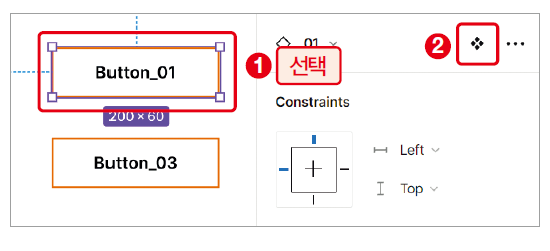 Button_01
200 × 60
Button_03
01
1 선택
2
Constraints
Left
Top